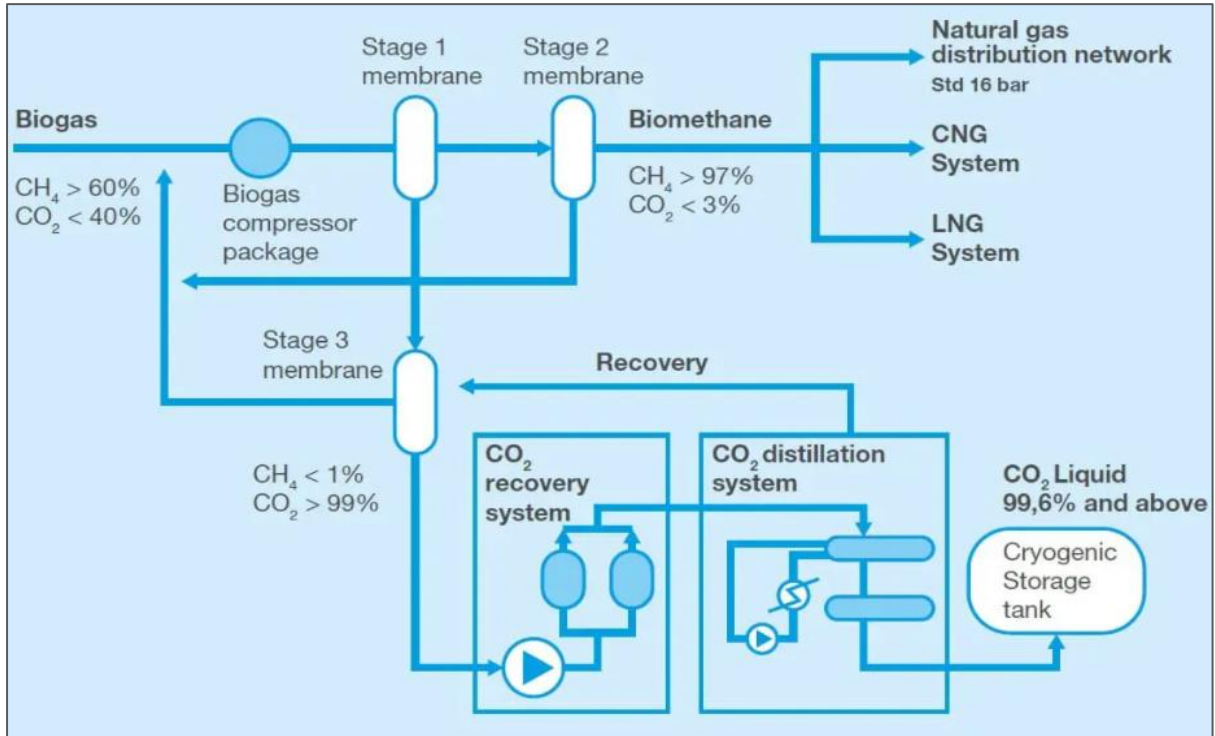 Stage 1
membrane
Stage 2
membrane
Natural gas
distribution network
Std 16 bar
Biogas
Biomethane
CNG
System
CH₄ > 60%
CO₂ < 40%
Biogas
compressor
package
CH₄ > 97%
CO₂ < 3%
LNG
System
Stage 3
membrane
Recovery
CH₄ < 1%
CO₂ > 99%
CO₂
recovery
system
CO₂ distillation
system
CO₂ Liquid
99,6% and above
Cryogenic
Storage
tank